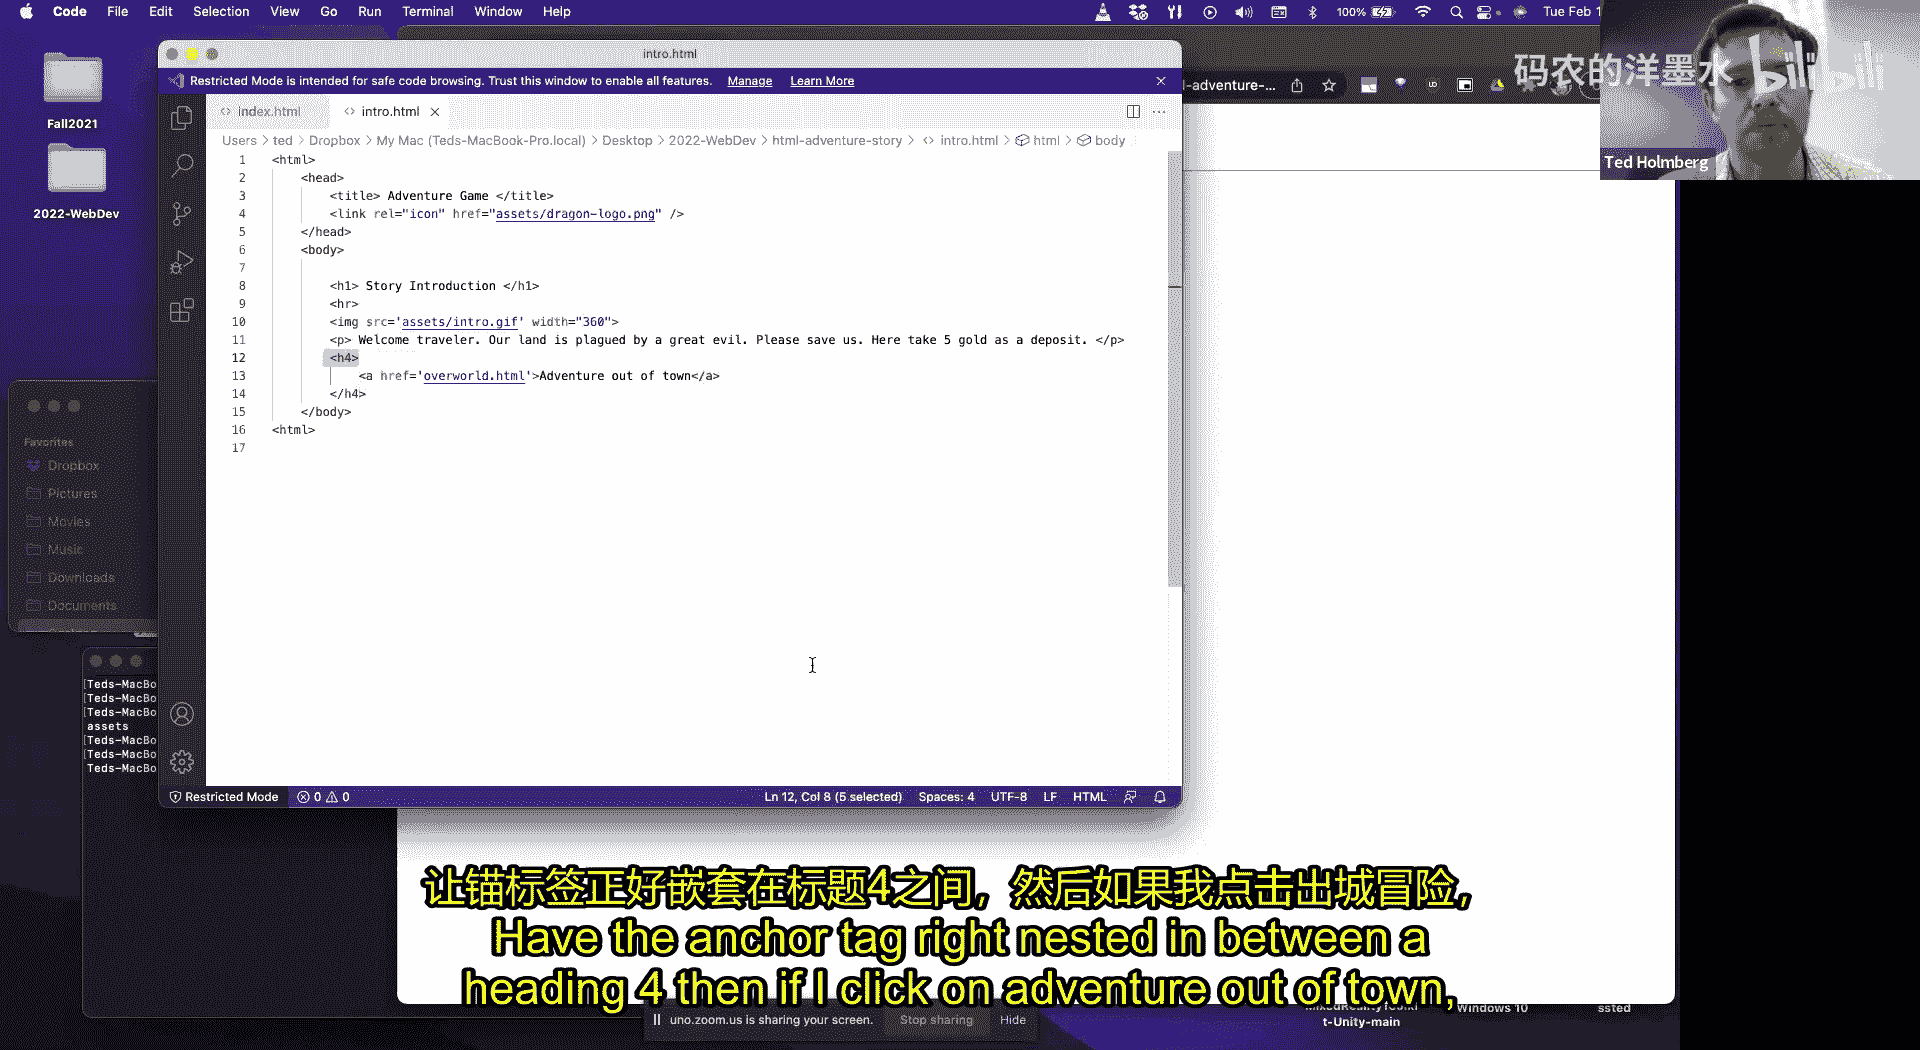 Code File Edit Selection View Go Run Terminal Window Help
100%
Tue Feb 1
码农的洋墨水 bilibili
Ted Holmberg
Fall2021
2022-WebDev
intro.html
Restricted Mode is intended for safe code browsing. Trust this window to enable all features. Manage Learn More
l-adventure-...
index.html intro.html
Users > ted > Dropbox > My Mac (Teds-MacBook-Pro.local) > Desktop > 2022-WebDev > html-adventure-story > <> intro.html > html > body
1 <html>
2 <head>
3 <title> Adventure Game </title>
4 <link rel="icon" href="assets/dragon-logo.png" />
5 </head>
6 <body>
7
8 <h1> Story Introduction </h1>
9 <hr>
10 <img src='assets/intro.gif' width="360">
11 <p> Welcome traveler. Our land is plagued by a great evil. Please save us. Here take 5 gold as a deposit. </p>
12 <h4>
13 <a href='overworld.html'>Adventure out of town</a>
14 </h4>
15 </body>
16 <html>
17
Favorites
Dropbox
Pictures
Movies
Music
Downloads
Documents
[Teds-MacBo
[Teds-MacBo
[Teds-MacBo
assets
[Teds-MacBo
[Teds-MacBo
Teds-MacBo
Restricted Mode 0 0 Ln 12, Col 8 (5 selected) Spaces: 4 UTF-8 LF HTML
让锚标签正好嵌套在标题4之间，然后如果我点击出城冒险，
Have the anchor tag right nested in between a
heading 4 then if I click on adventure out of town,
uno.zoom.us is sharing your screen. Stop sharing Hide
t-Unity-main
Windows 10
ssted